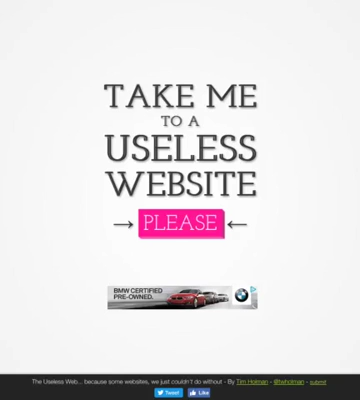 TAKE ME
TO A
USELESS
WEBSITE
→ PLEASE ←
BMW CERTIFIED
PRE-OWNED.
The Useless Web... because some websites, we just couldn't do without - By Tim Holman - @twholman - submit
Tweet Like